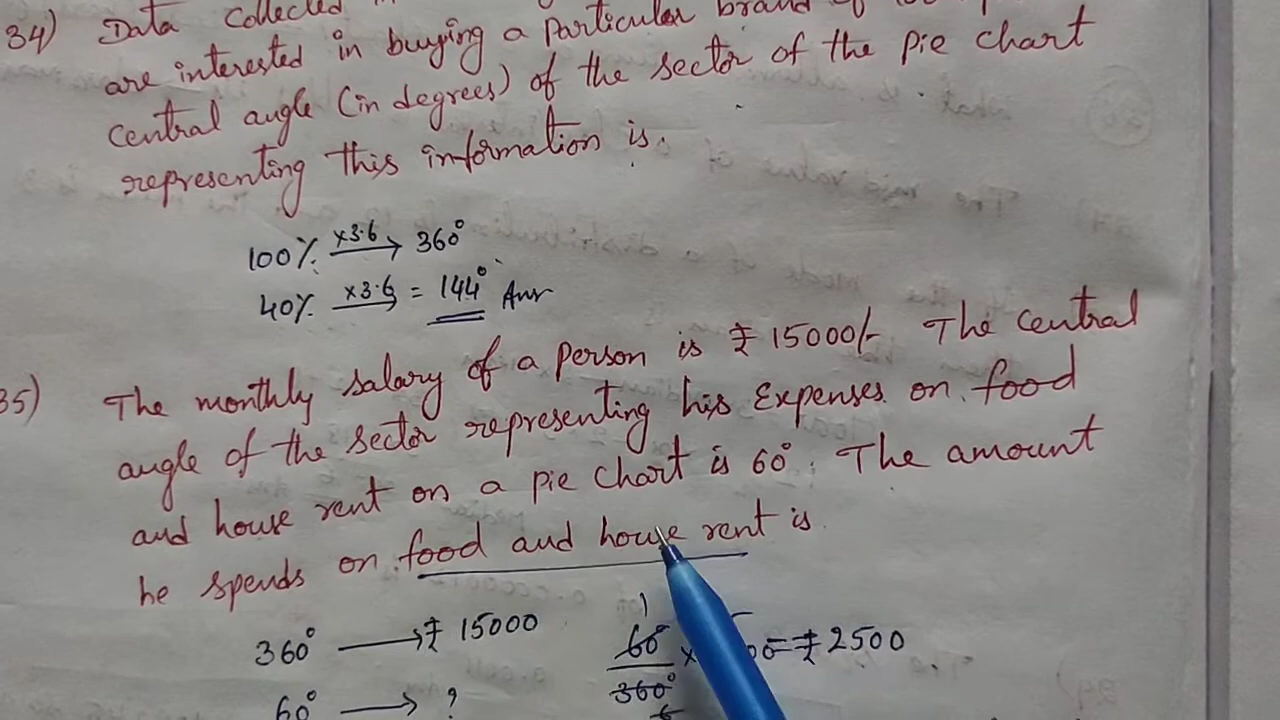 34) Data collected
are interested in buying a particular brand of
central angle (in degrees) of the sector of the pie chart
representing this information is.
100% ×3.6 → 360°
40% ×3.6 → = 144° Ans
35) The monthly salary of a person is ₹ 15000/- The central
angle of the sector representing his Expenses on food
and house rent on a pie chart is 60°. The amount
he spends on food and house rent is
360° → ₹ 15000
60° → ?
1
60°
360° × = ₹ 2500
6